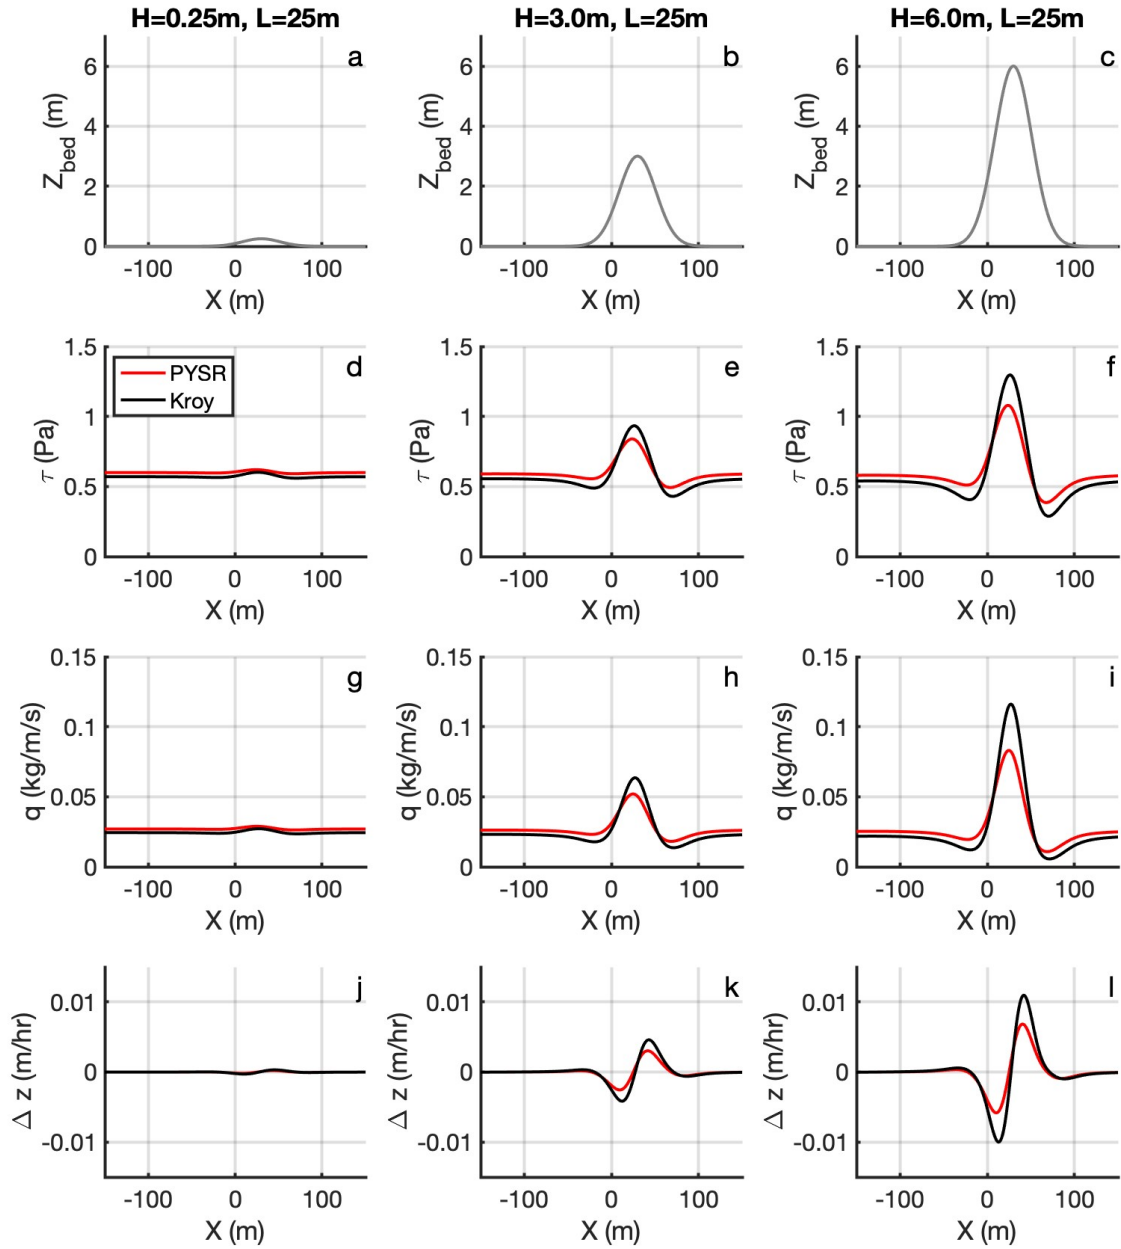 H=0.25m, L=25m
H=3.0m, L=25m
H=6.0m, L=25m
a
6
4
2
0
Z_bed (m)
-100 0 100
X (m)
b
6
4
2
0
Z_bed (m)
-100 0 100
X (m)
c
6
4
2
0
Z_bed (m)
-100 0 100
X (m)
d
1.5
1
0.5
0
τ (Pa)
PYSR
Kroy
-100 0 100
X (m)
e
1.5
1
0.5
0
τ (Pa)
-100 0 100
X (m)
f
1.5
1
0.5
0
τ (Pa)
-100 0 100
X (m)
g
0.15
0.1
0.05
0
q (kg/m/s)
-100 0 100
X (m)
h
0.15
0.1
0.05
0
q (kg/m/s)
-100 0 100
X (m)
i
0.15
0.1
0.05
0
q (kg/m/s)
-100 0 100
X (m)
j
0.01
0
-0.01
Δ z (m/hr)
-100 0 100
X (m)
k
0.01
0
-0.01
Δ z (m/hr)
-100 0 100
X (m)
l
0.01
0
-0.01
Δ z (m/hr)
-100 0 100
X (m)